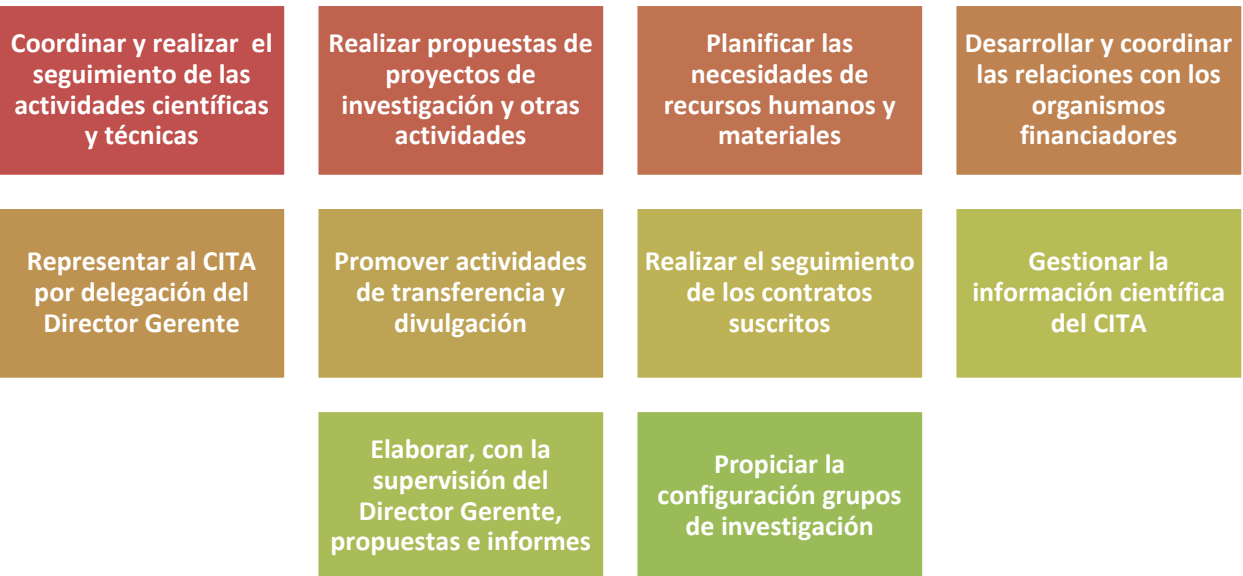 Coordinar y realizar el
seguimiento de las
actividades científicas
y técnicas
Realizar propuestas de
proyectos de
investigación y otras
actividades
Planificar las
necesidades de
recursos humanos y
materiales
Desarrollar y coordinar
las relaciones con los
organismos
financiadores
Representar al CITA
por delegación del
Director Gerente
Promover actividades
de transferencia y
divulgación
Realizar el seguimiento
de los contratos
suscritos
Gestionar la
información científica
del CITA
Elaborar, con la
supervisión del
Director Gerente,
propuestas e informes
Propiciar la
configuración grupos
de investigación